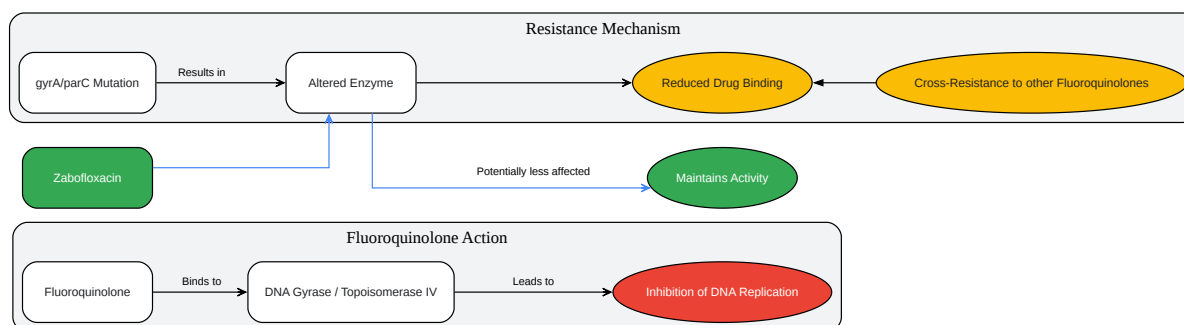 Resistance Mechanism
gyrA/parC Mutation
Results in
Altered Enzyme
Reduced Drug Binding
Cross-Resistance to other Fluoroquinolones
Zabofloxacin
Potentially less affected
Maintains Activity
Fluoroquinolone Action
Fluoroquinolone
Binds to
DNA Gyrase / Topoisomerase IV
Leads to
Inhibition of DNA Replication